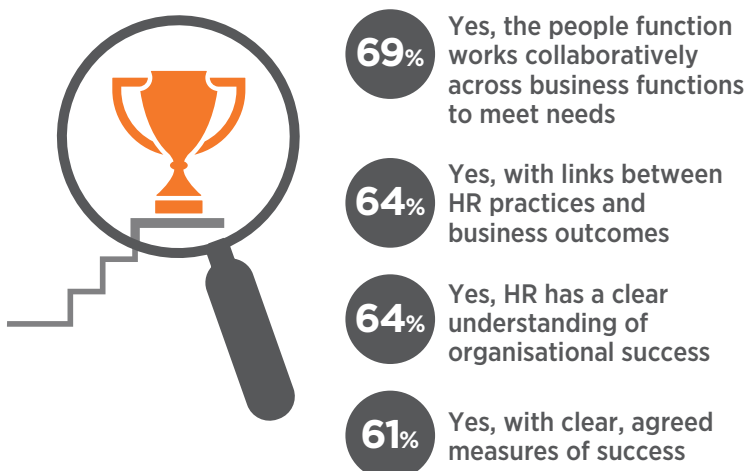 69%
Yes, the people function
works collaboratively
across business functions
to meet needs
64%
Yes, with links between
HR practices and
business outcomes
64%
Yes, HR has a clear
understanding of
organisational success
61%
Yes, with clear, agreed
measures of success